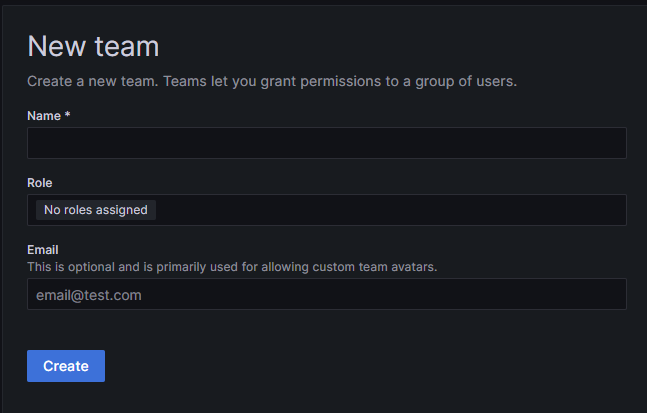 New team
Create a new team. Teams let you grant permissions to a group of users.
Name *
Role
No roles assigned
Email
This is optional and is primarily used for allowing custom team avatars.
email@test.com
Create